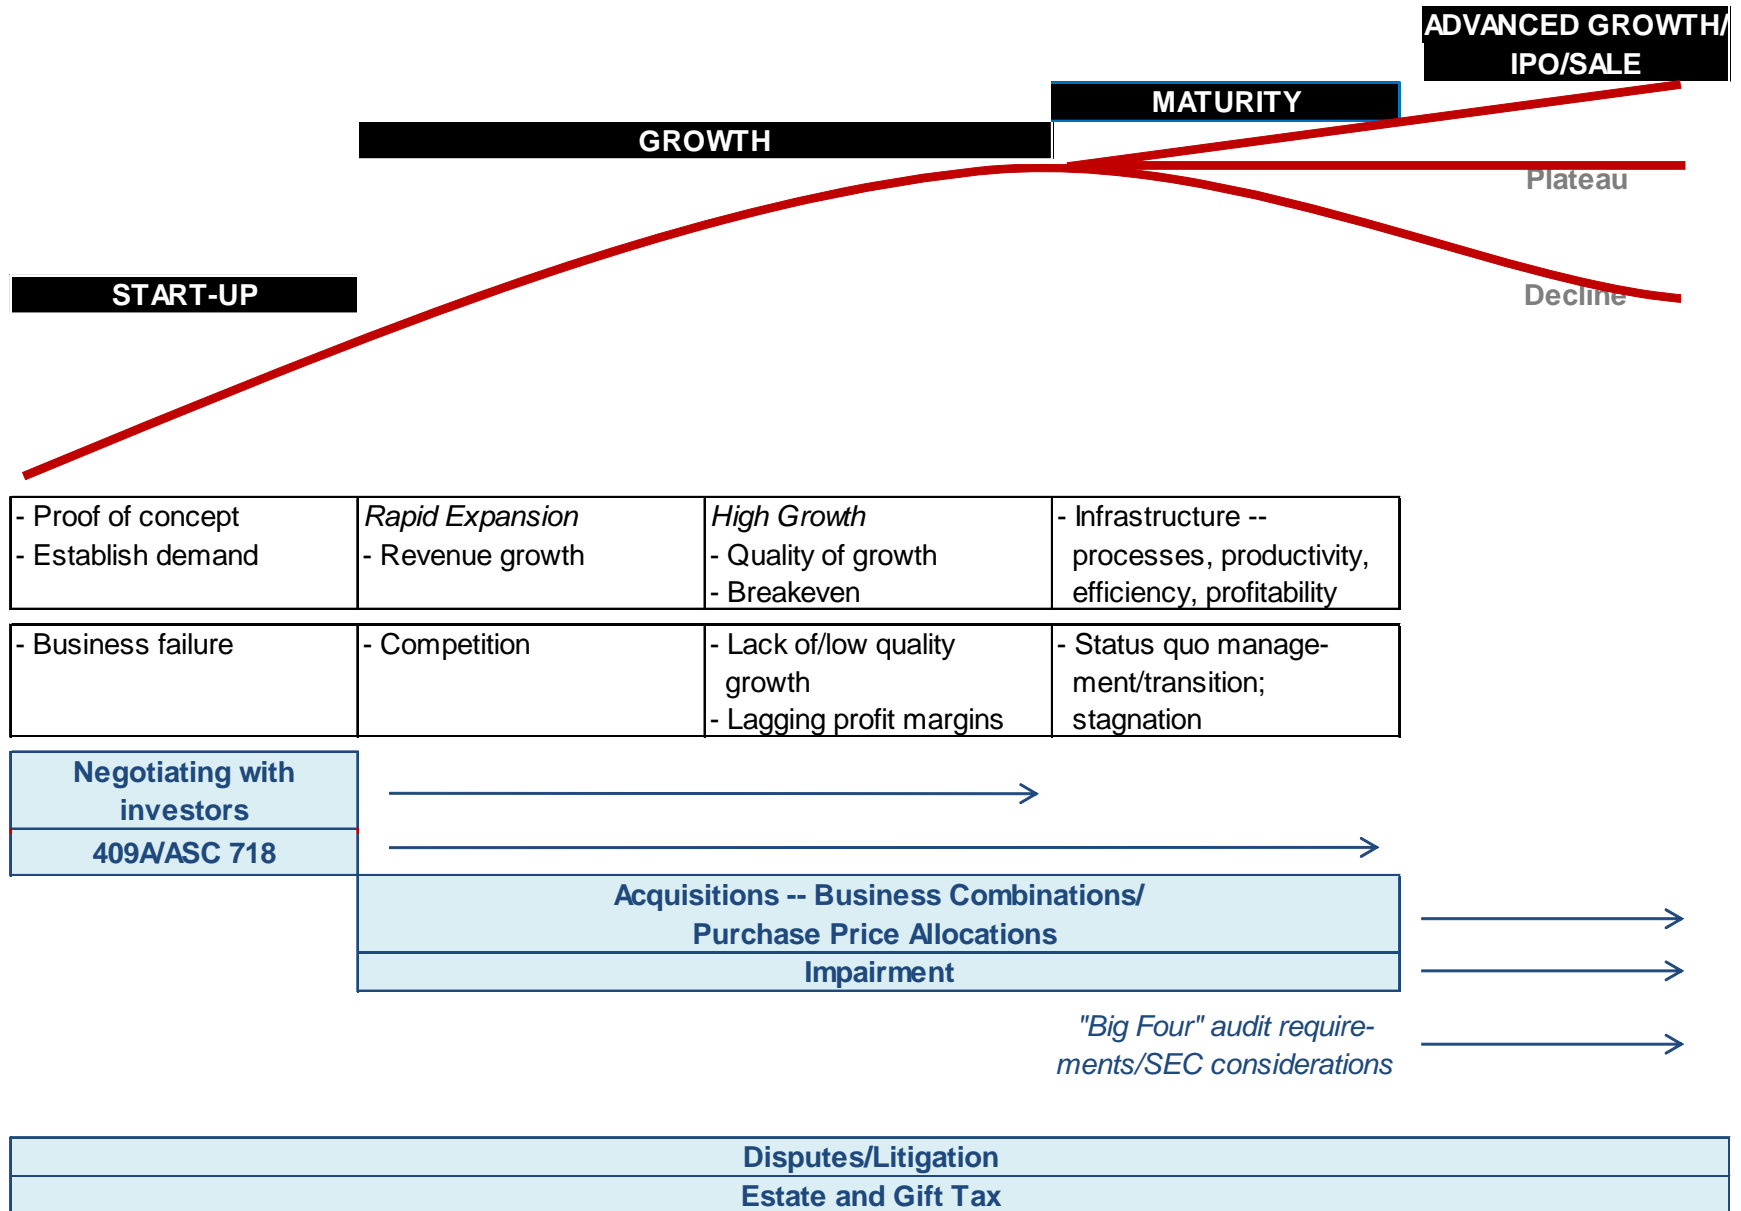 ADVANCED GROWTH/
IPO/SALE
MATURITY
GROWTH
Plateau
START-UP
Decline
- Proof of concept
- Establish demand
Rapid Expansion
- Revenue growth
High Growth
- Quality of growth
- Breakeven
- Infrastructure --
processes, productivity,
efficiency, profitability
- Business failure
- Competition
- Lack of/low quality
growth
- Lagging profit margins
- Status quo manage-
ment/transition;
stagnation
Negotiating with
investors
409A/ASC 718
Acquisitions -- Business Combinations/
Purchase Price Allocations
Impairment
"Big Four" audit require-
ments/SEC considerations
Disputes/Litigation
Estate and Gift Tax